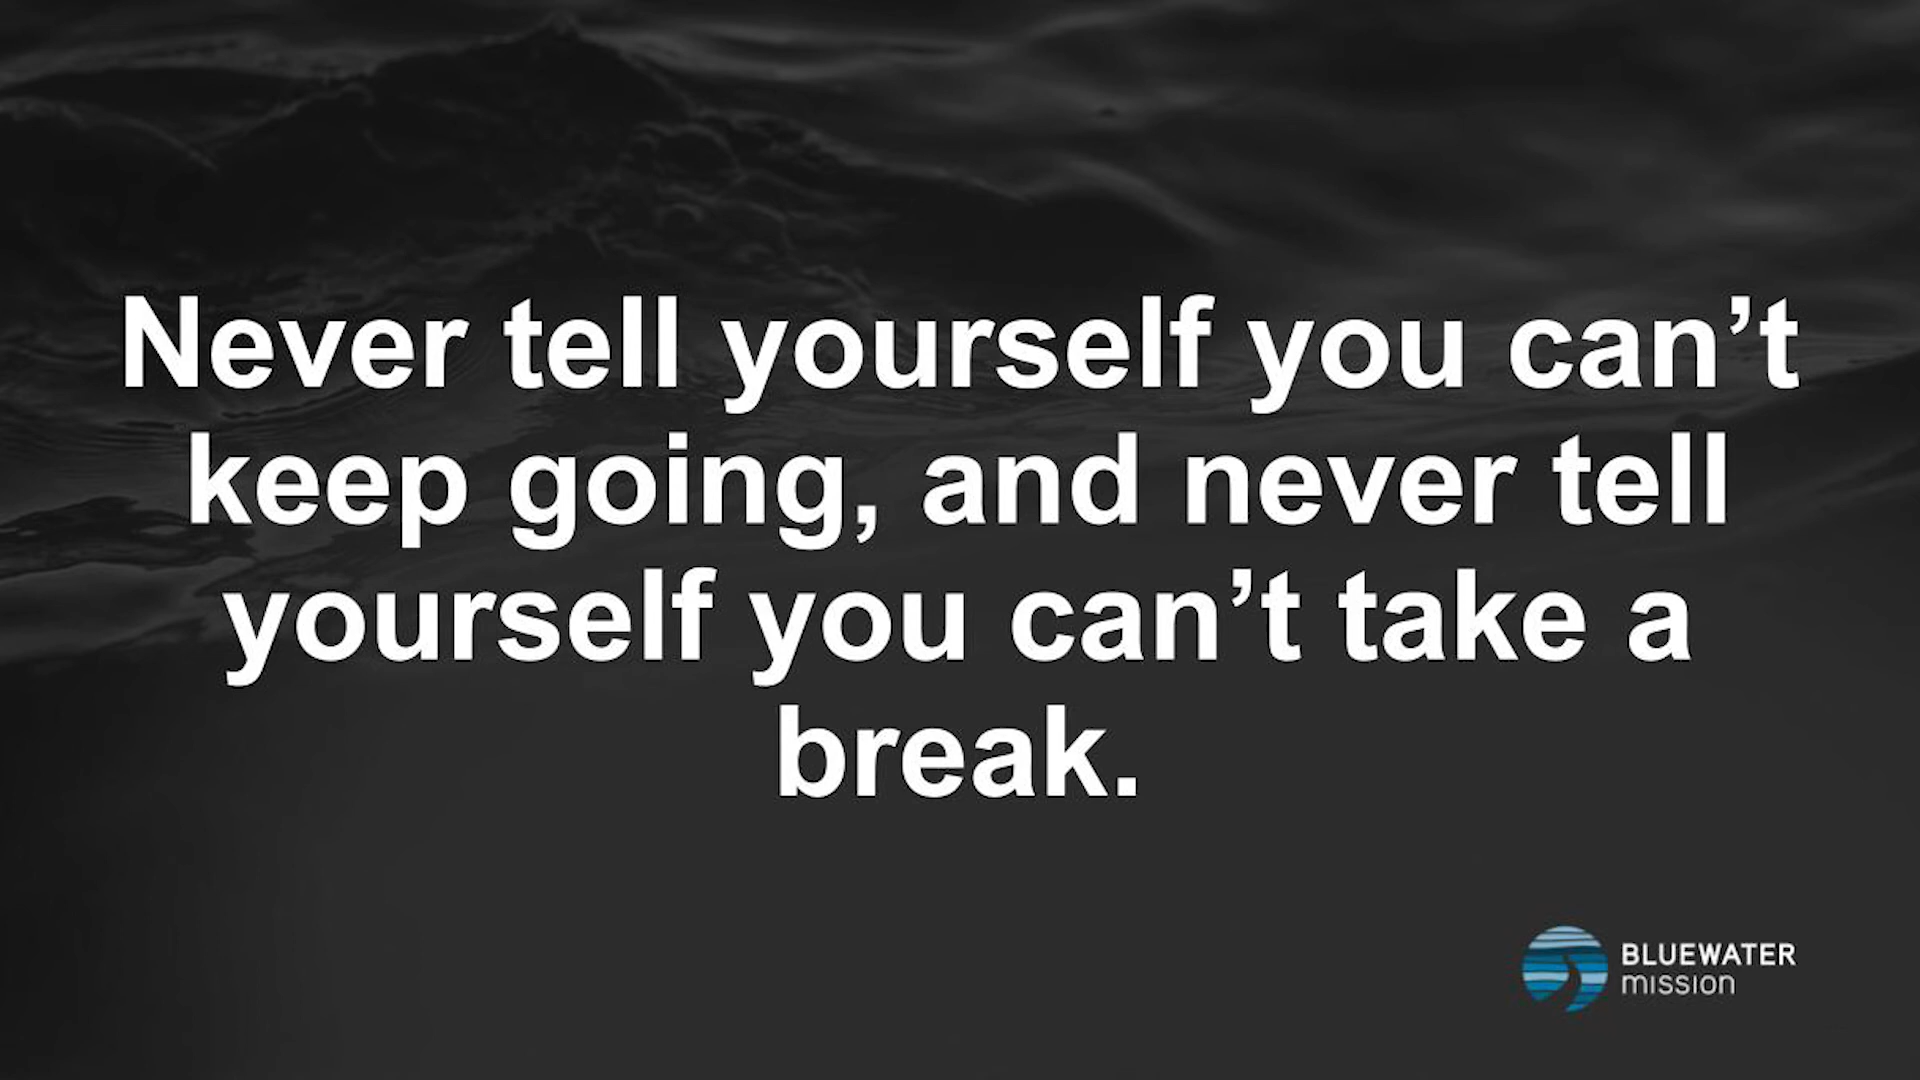 Never tell yourself you can’t
keep going, and never tell
yourself you can’t take a
break.
BLUEWATER
mission